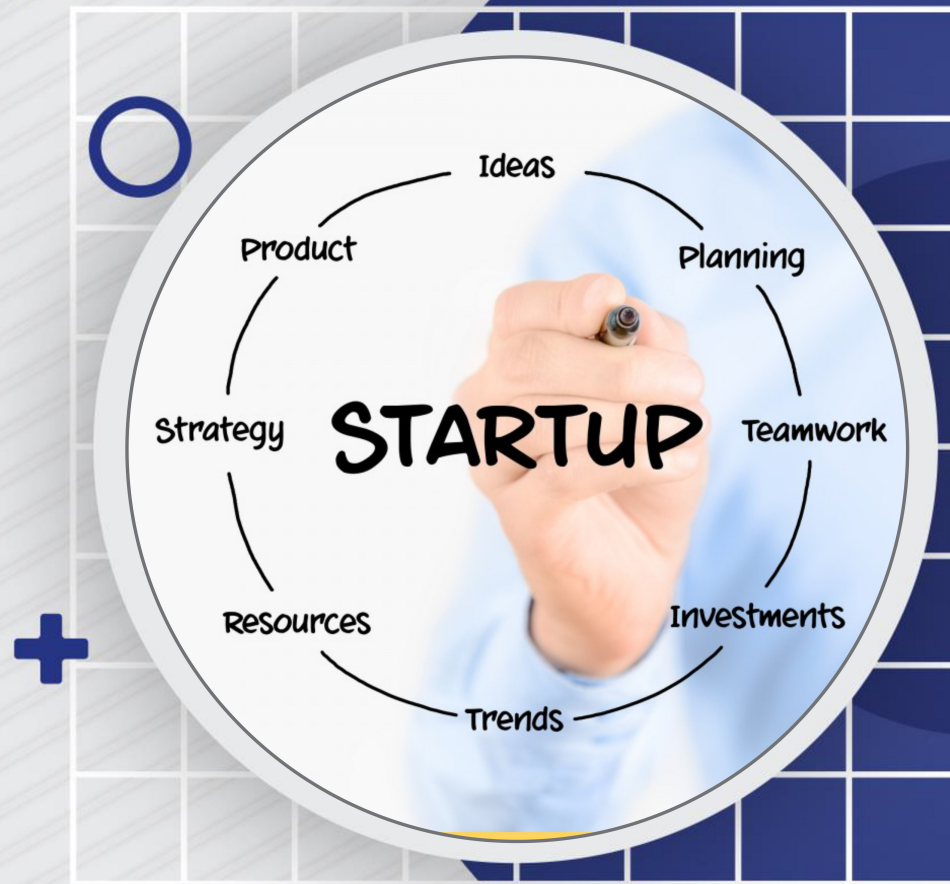 Ideas
Product
Planning
Strategy
STARTUP
Teamwork
Resources
Investments
Trends